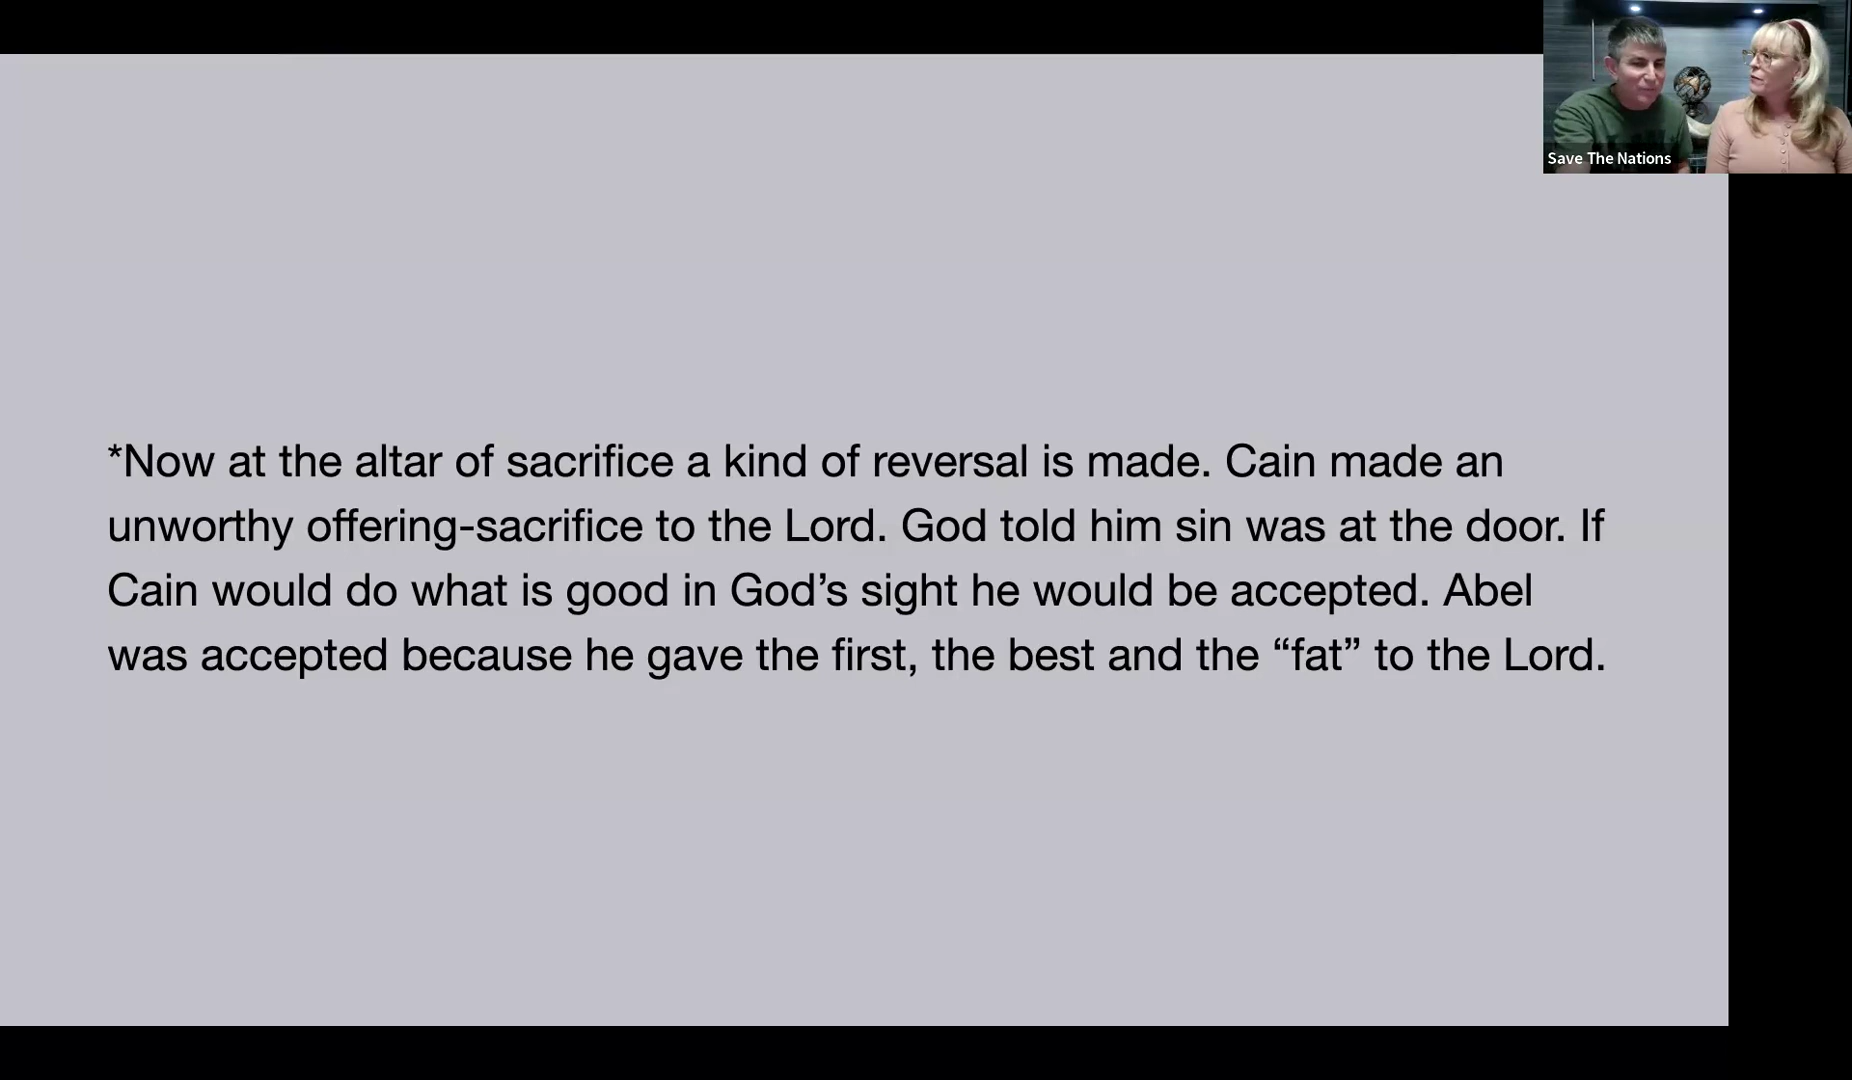 Save The Nations
*Now at the altar of sacrifice a kind of reversal is made. Cain made an
unworthy offering-sacrifice to the Lord. God told him sin was at the door. If
Cain would do what is good in God’s sight he would be accepted. Abel
was accepted because he gave the first, the best and the “fat” to the Lord.